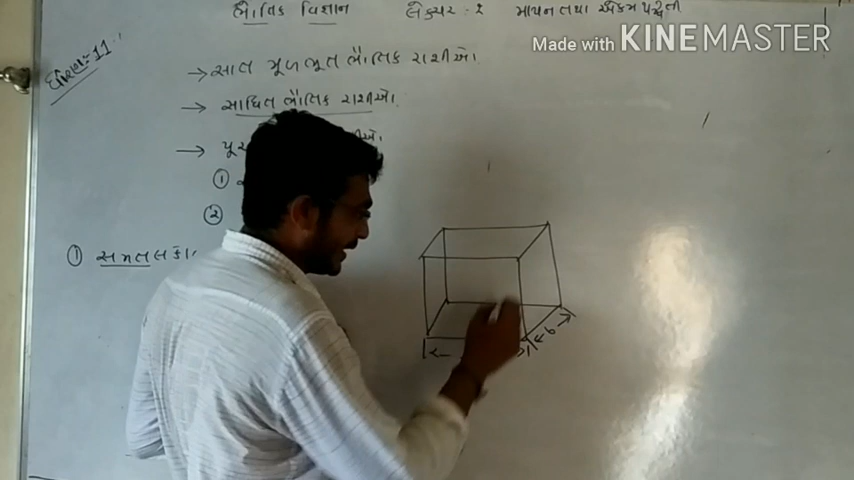 ભૌતિક વિજ્ઞાન લેક્ચર : ૨ માપન તથા એકમ પદ્ધતી
Made with KINEMASTER
ધોરણ:-11
→ સાત મૂળભૂત ભૌતિક રાશીઓ.
→ સાધિત ભૌતિક રાશીઓ.
→ પૂર
①
②
① સમતલકો
b